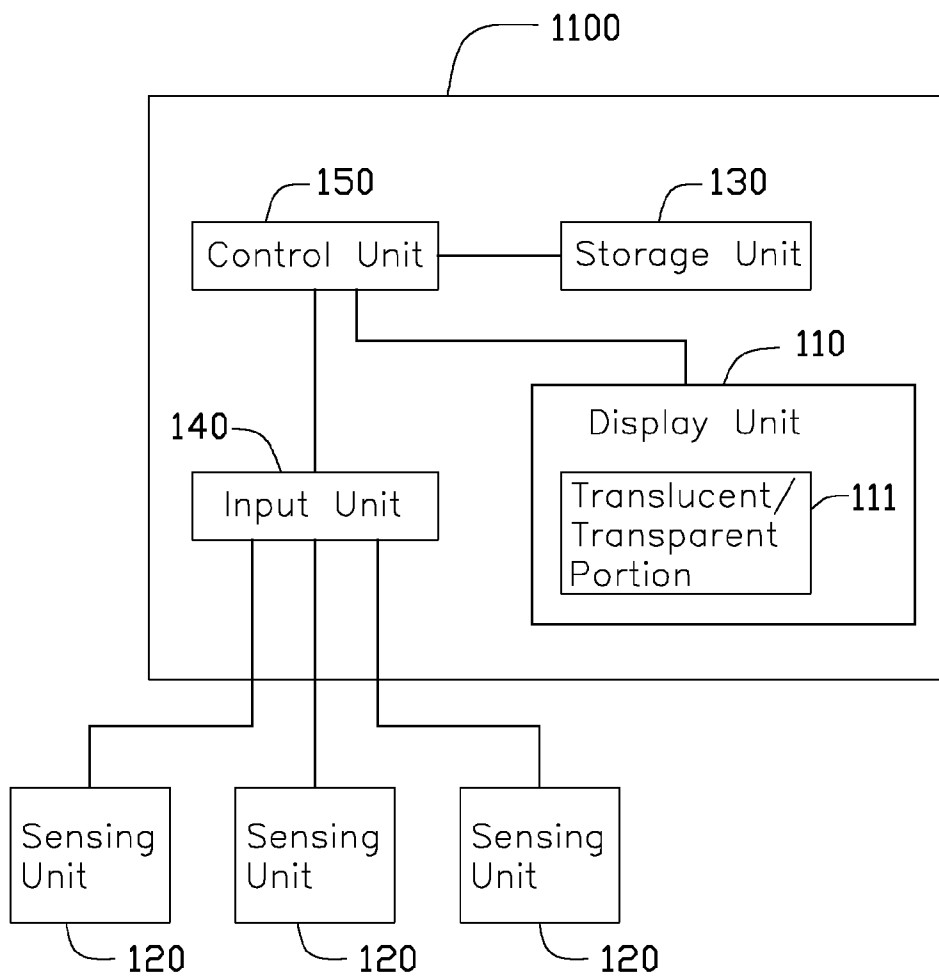 1100
150
130
Control Unit
Storage Unit
110
Display Unit
140
Input Unit
Translucent/
Transparent
Portion
111
Sensing
Unit
Sensing
Unit
Sensing
Unit
120
120
120